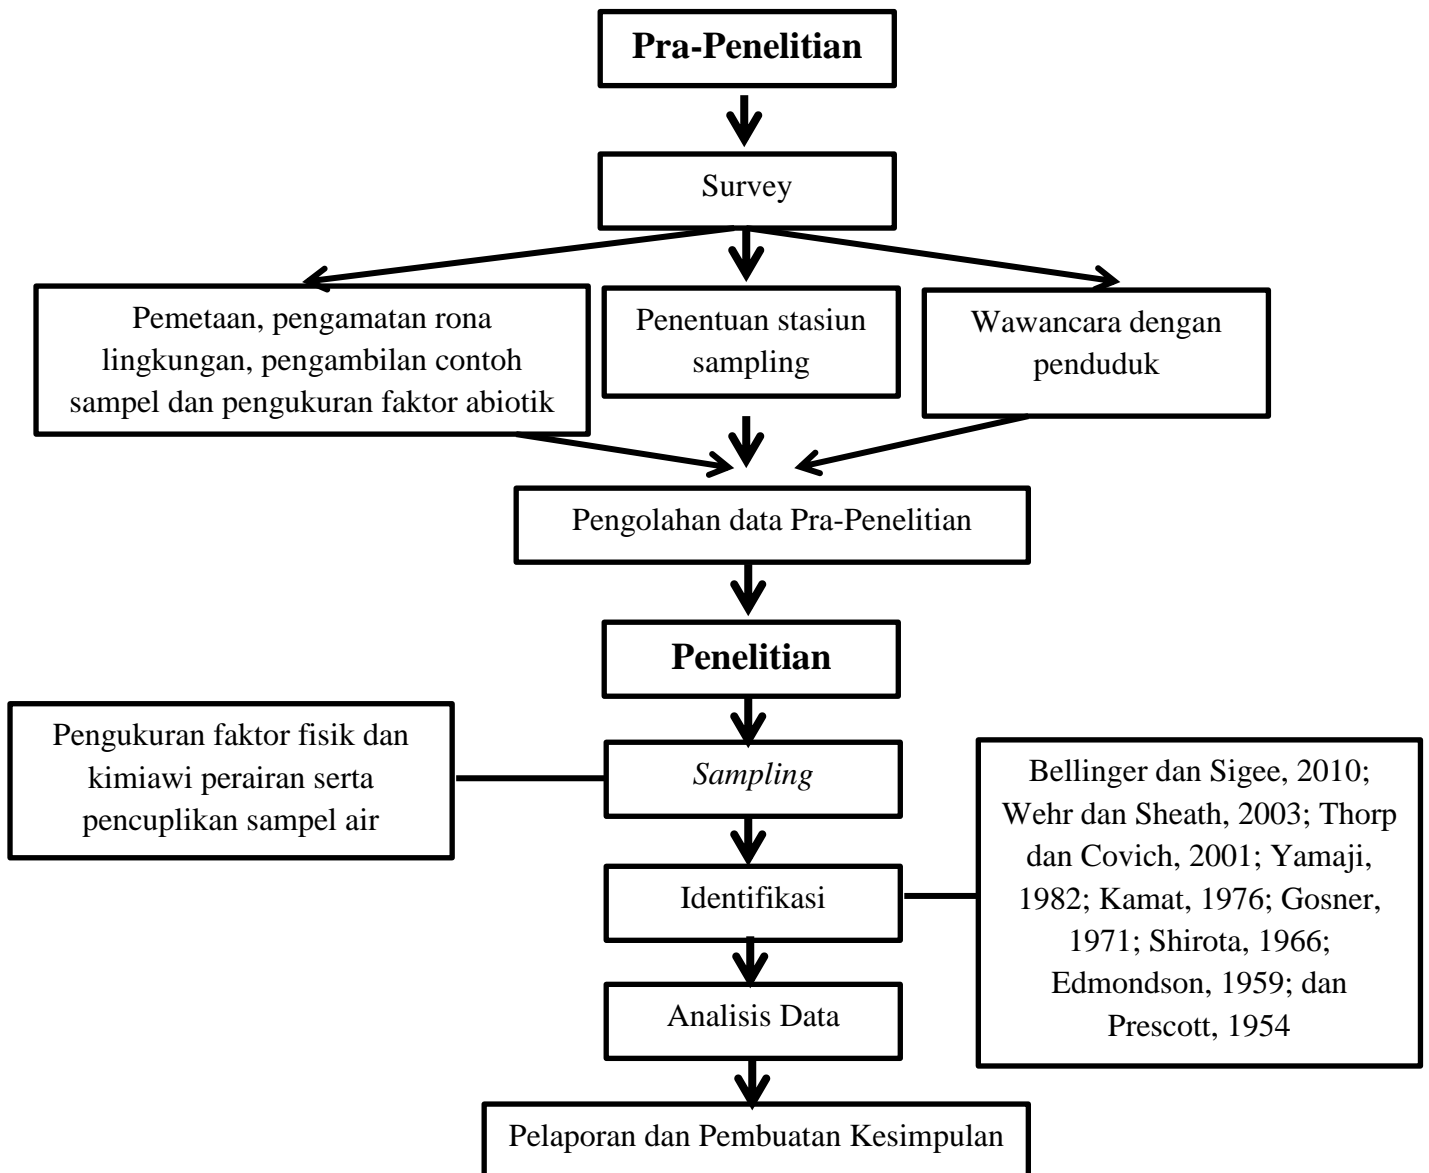 Pra-Penelitian
Survey
Pemetaan, pengamatan rona
lingkungan, pengambilan contoh
sampel dan pengukuran faktor abiotik
Penentuan stasiun
sampling
Wawancara dengan
penduduk
Pengolahan data Pra-Penelitian
Penelitian
Pengukuran faktor fisik dan
kimiawi perairan serta
pencuplikan sampel air
Sampling
Bellinger dan Sigee, 2010;
Wehr dan Sheath, 2003; Thorp
dan Covich, 2001; Yamaji,
1982; Kamat, 1976; Gosner,
1971; Shirota, 1966;
Edmondson, 1959; dan
Prescott, 1954
Identifikasi
Analisis Data
Pelaporan dan Pembuatan Kesimpulan